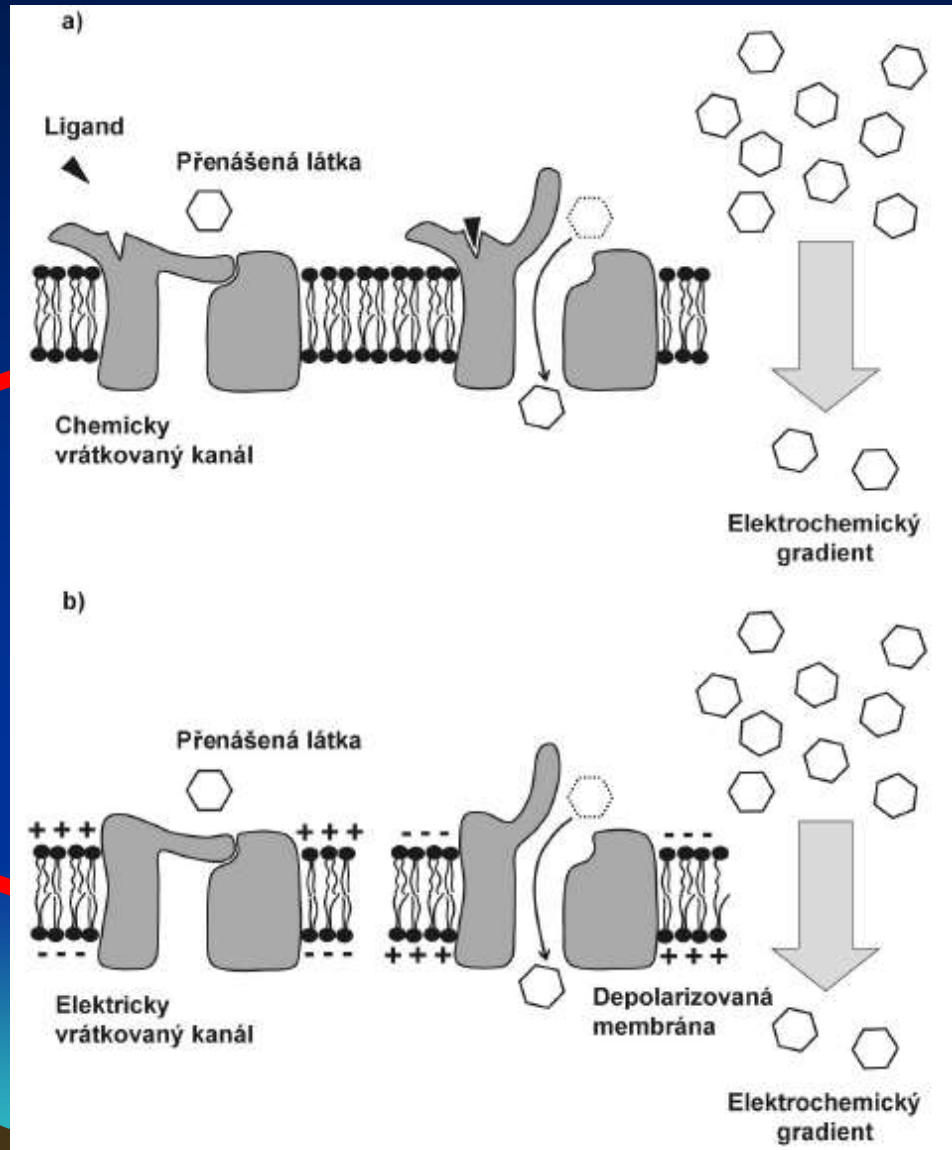 a)
Ligand
Přenášená látka
Chemicky
vrátkovaný kanál
Elektrochemický
gradient
b)
Přenášená látka
+ + +
+ + +
- - -
- - -
- - -
- - -
+ + +
+ + +
Elektricky
vrátkovaný kanál
Depolarizovaná
membrána
Elektrochemický
gradient